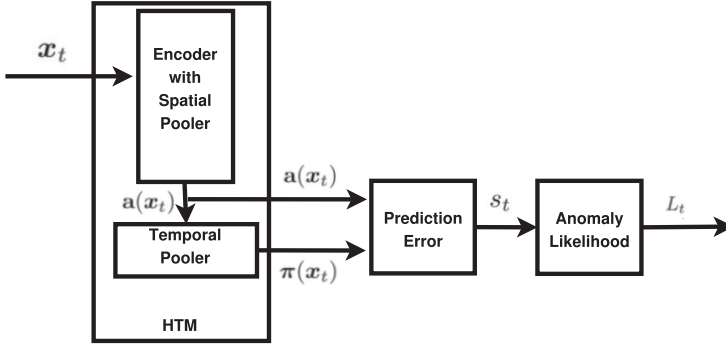 x_t
Encoder
with
Spatial
Pooler
a(x_t)
a(x_t)
Temporal
Pooler
π(x_t)
HTM
Prediction
Error
s_t
Anomaly
Likelihood
L_t